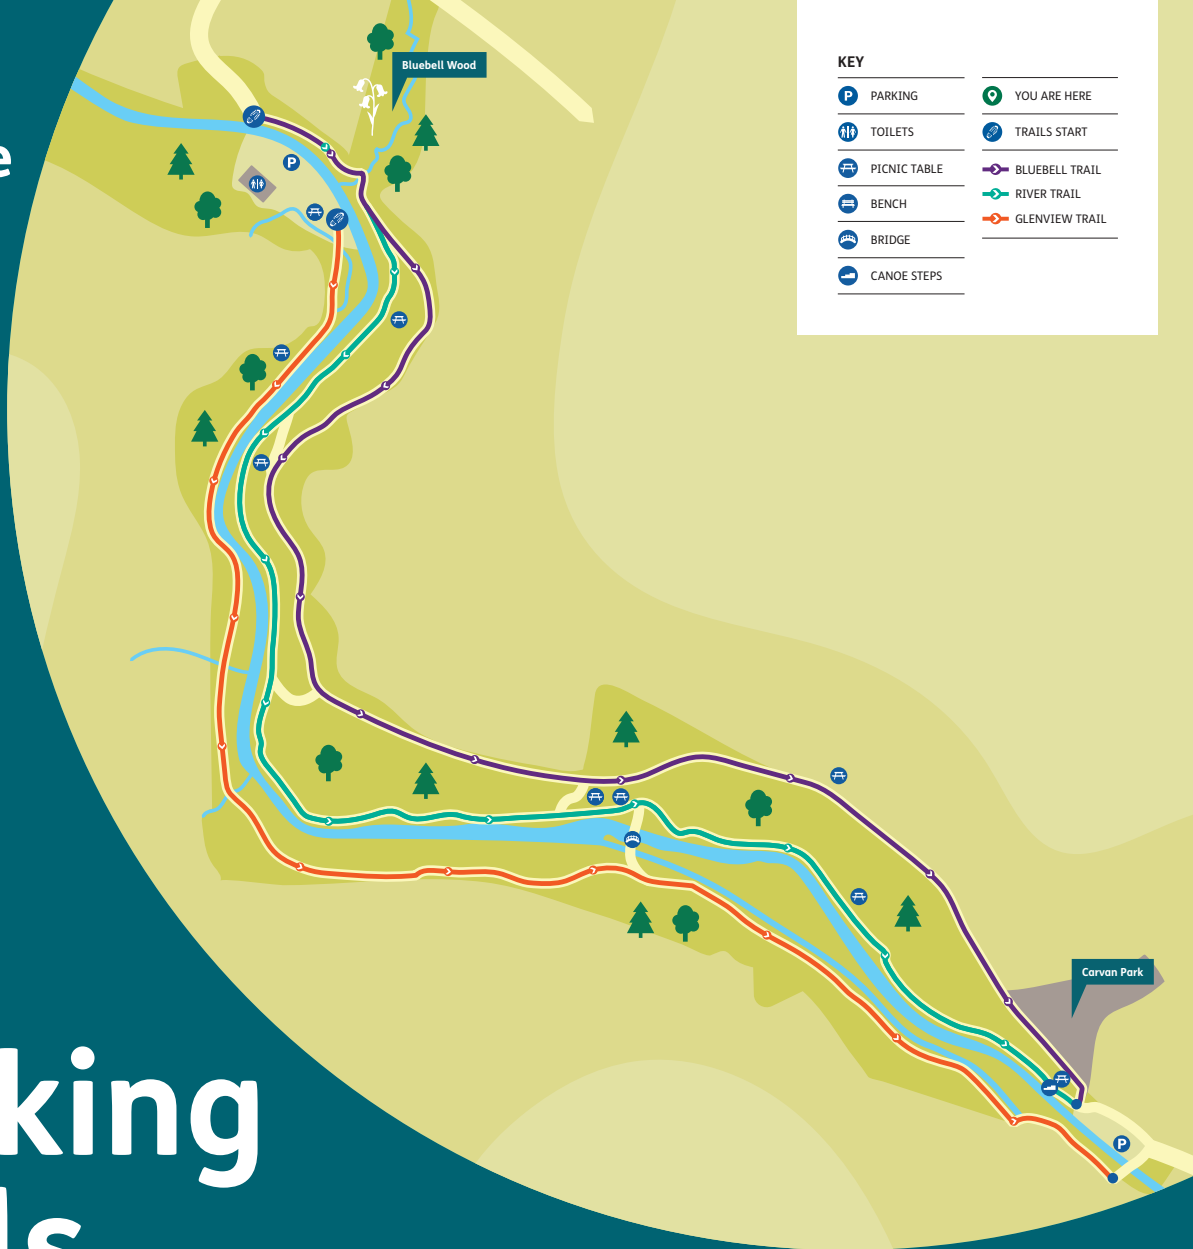 e
Bluebell Wood
KEY
P PARKING
TOILETS
PICNIC TABLE
BENCH
BRIDGE
CANOE STEPS
YOU ARE HERE
TRAILS START
BLUEBELL TRAIL
RIVER TRAIL
GLENVIEW TRAIL
P
Carvan Park
P
king
ls